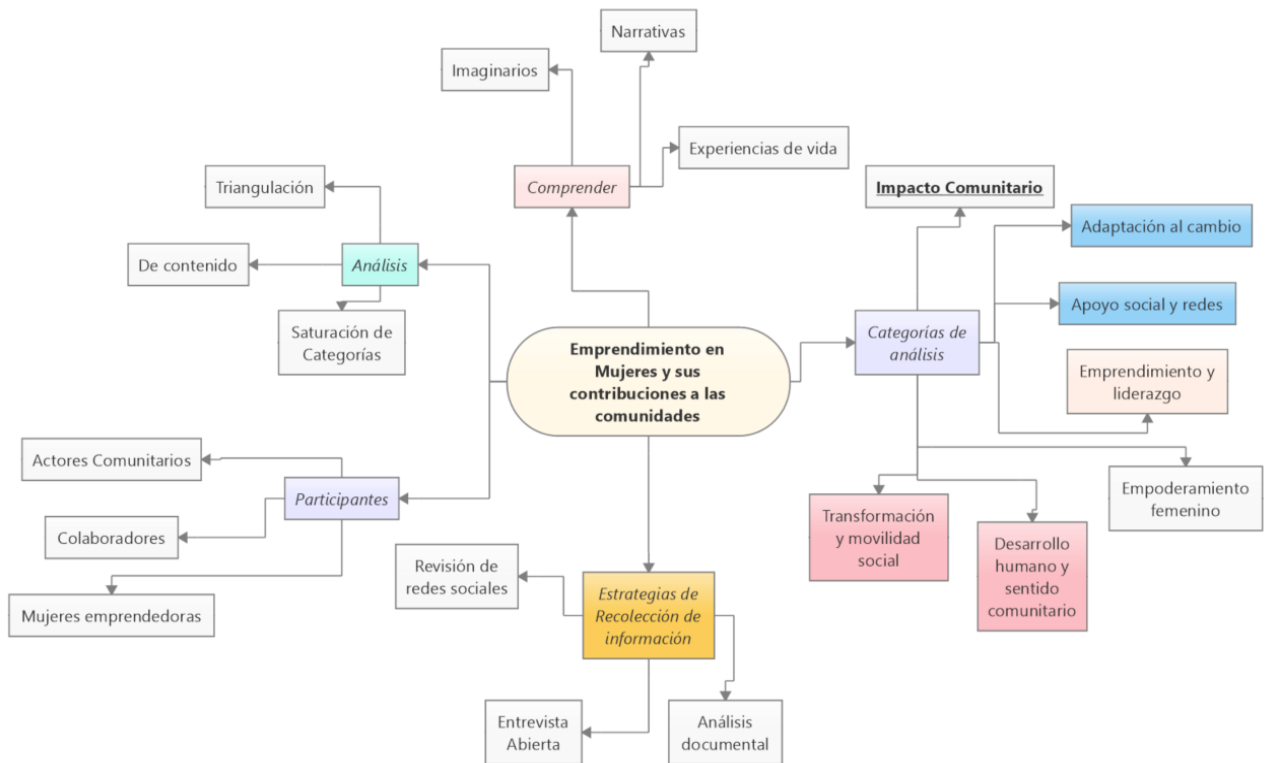 Narrativas
Imaginarios
Experiencias de vida
Comprender
Triangulación
De contenido
Análisis
Saturación de
Categorías
Impacto Comunitario
Adaptación al cambio
Apoyo social y redes
Categorías de
análisis
Emprendimiento y
liderazgo
Empoderamiento
femenino
Transformación
y movilidad
social
Desarrollo
humano y
sentido
comunitario
Emprendimiento en
Mujeres y sus
contribuciones a las
comunidades
Actores Comunitarios
Participantes
Colaboradores
Mujeres emprendedoras
Revisión de
redes sociales
Estrategias de
Recolección de
información
Entrevista
Abierta
Análisis
documental